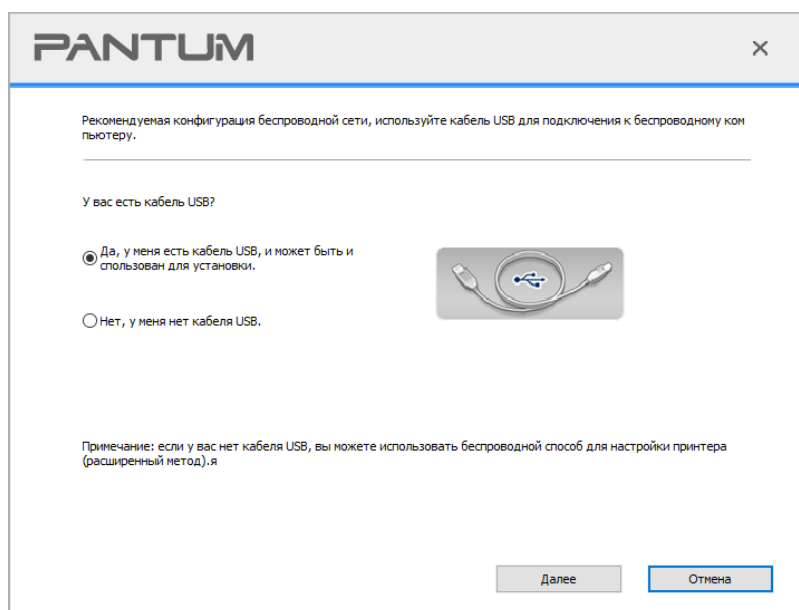 PANTUM
Рекомендуемая конфигурация беспроводной сети, используйте кабель USB для подключения к беспроводному ком
пьютеру.
У вас есть кабель USB?
Да, у меня есть кабель USB, и может быть и
спользован для установки.
Нет, у меня нет кабеля USB.
Примечание: если у вас нет кабеля USB, вы можете использовать беспроводной способ для настройки принтера
(расширенный метод).я
Далее
Отмена